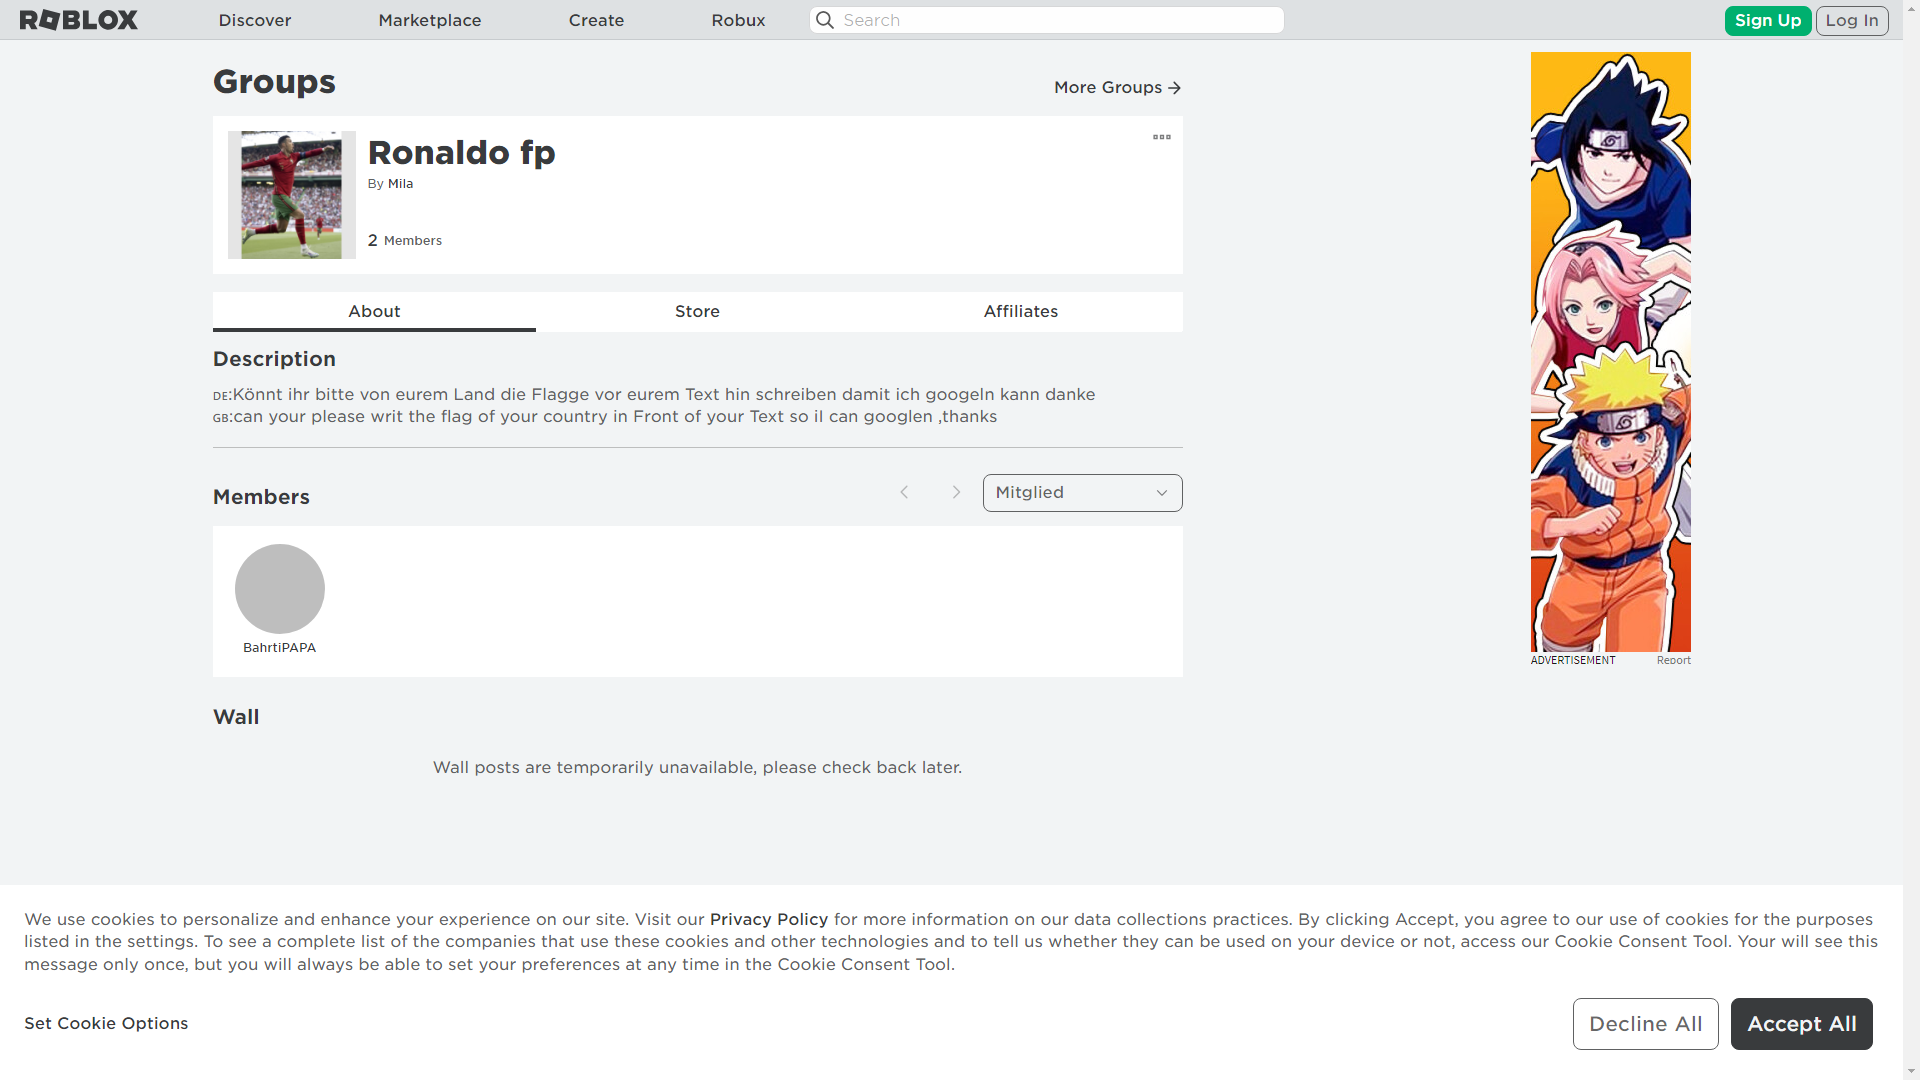 ROBLOX
Discover
Marketplace
Create
Robux
Search
Sign Up
Log In
Groups
More Groups
Ronaldo fp
By Mila
2 Members
About
Store
Affiliates
Description
DE:Könnt ihr bitte von eurem Land die Flagge vor eurem Text hin schreiben damit ich googeln kann danke
GB:can your please writ the flag of your country in Front of your Text so iI can googlen ,thanks
Members
Mitglied
BahrtiPAPA
ADVERTISEMENT
Report
Wall
Wall posts are temporarily unavailable, please check back later.
We use cookies to personalize and enhance your experience on our site. Visit our Privacy Policy for more information on our data collections practices. By clicking Accept, you agree to our use of cookies for the purposes
listed in the settings. To see a complete list of the companies that use these cookies and other technologies and to tell us whether they can be used on your device or not, access our Cookie Consent Tool. Your will see this
message only once, but you will always be able to set your preferences at any time in the Cookie Consent Tool.
Set Cookie Options
Decline All
Accept All